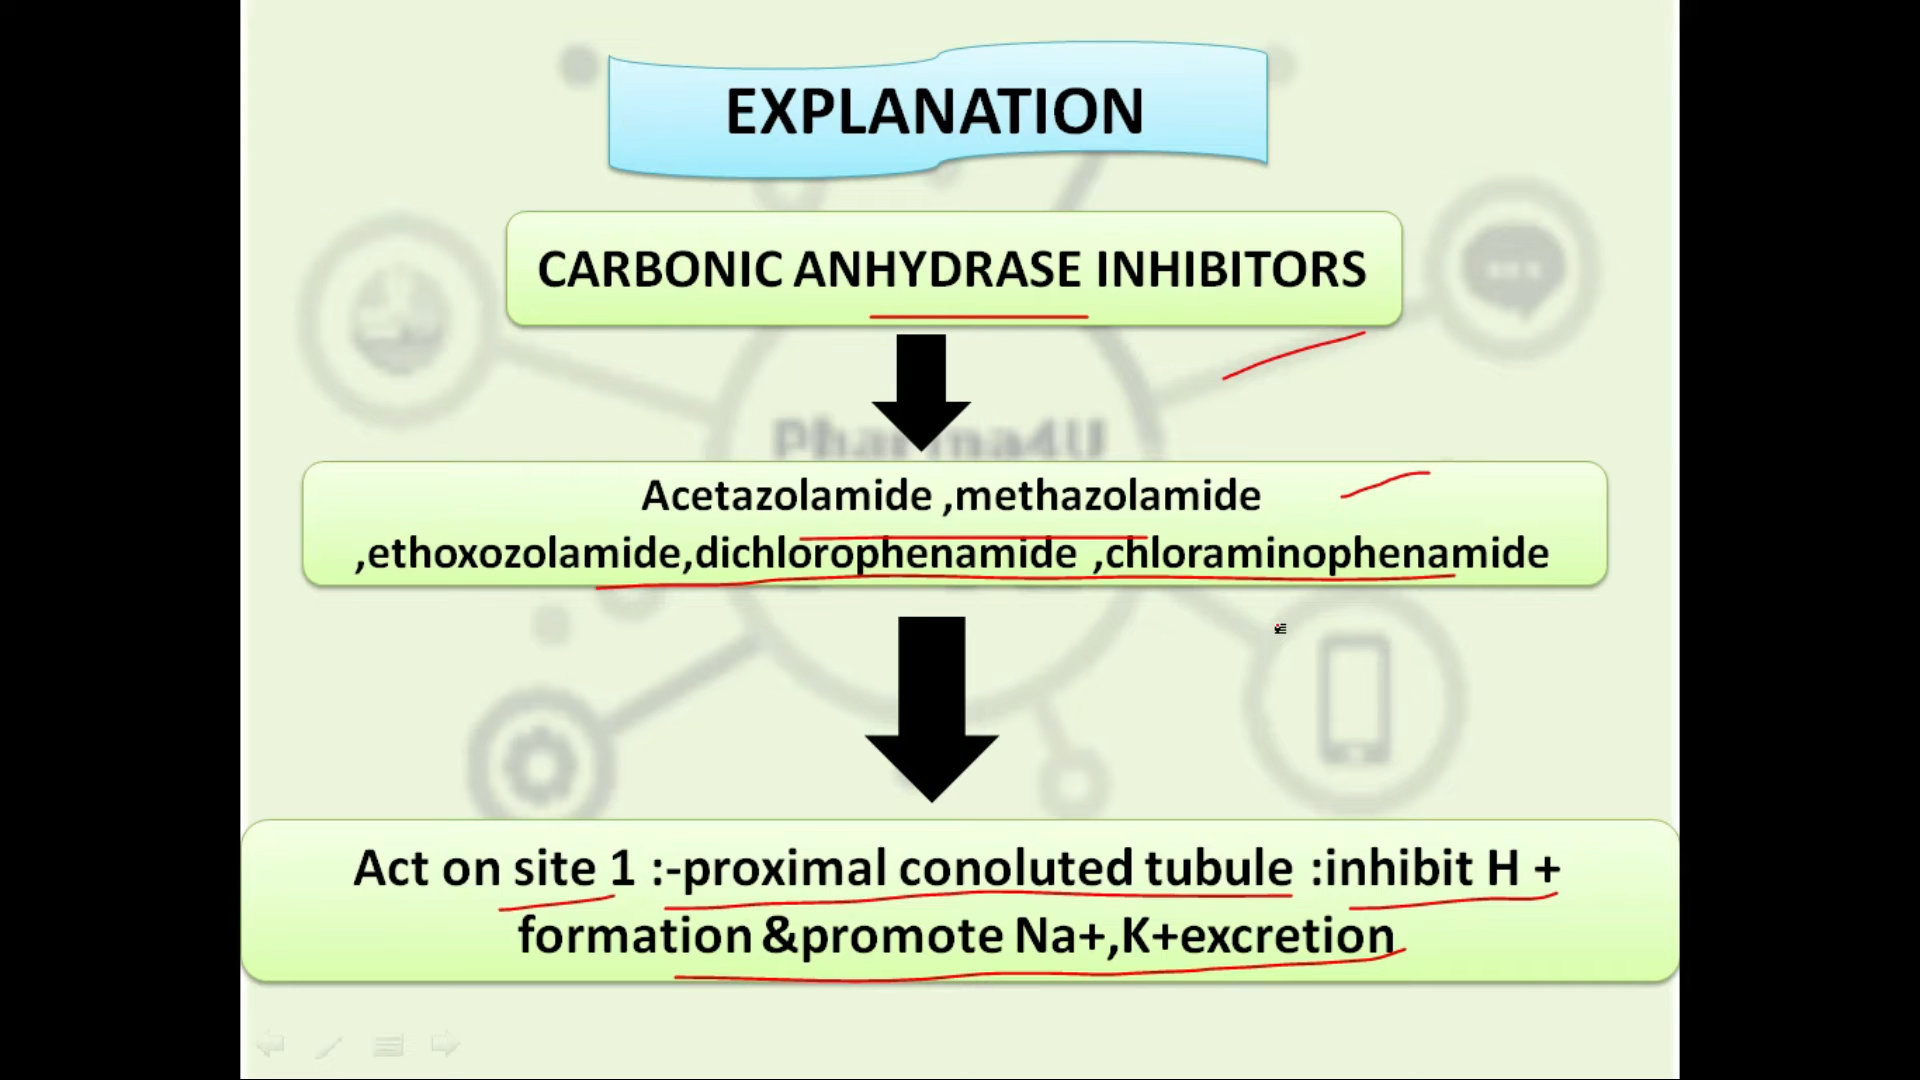 EXPLANATION
CARBONIC ANHYDRASE INHIBITORS
Pharma4U
Acetazolamide ,methazolamide
,ethoxozolamide,dichlorophenamide ,chloraminophenamide
Act on site 1 :-proximal conoluted tubule :inhibit H +
formation &promote Na+,K+excretion